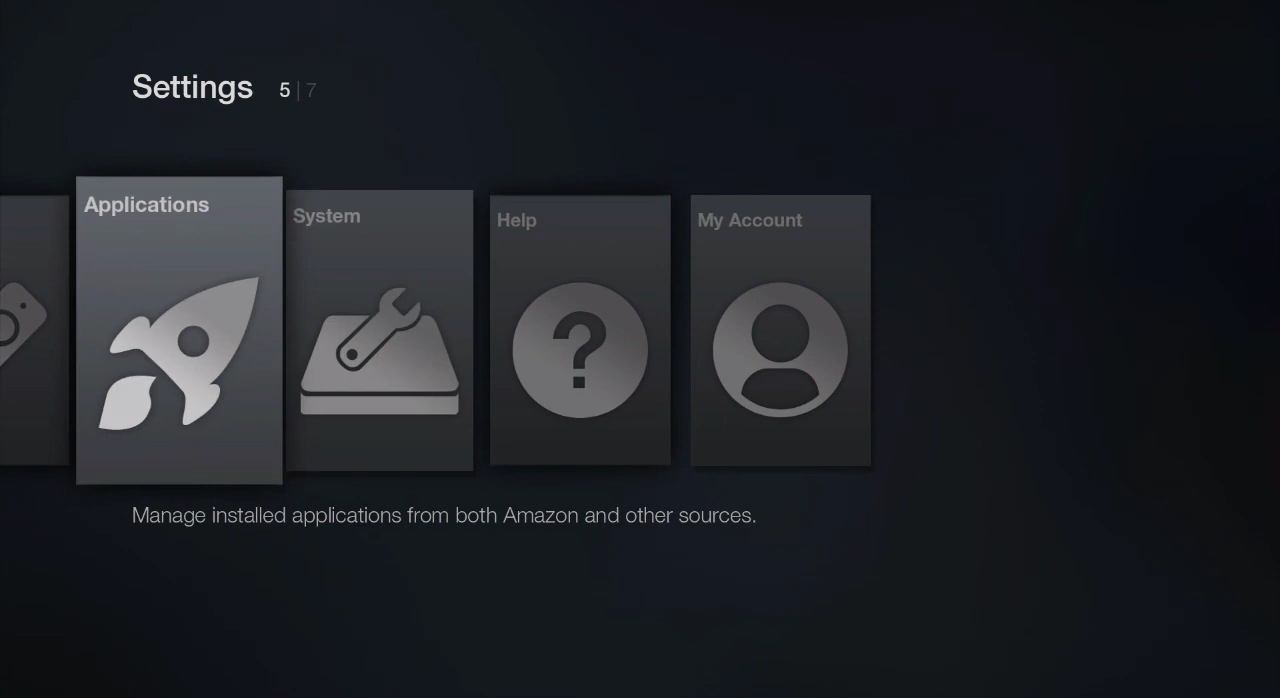 Settings 5 | 7
Applications
System
Help
My Account
?
Manage installed applications from both Amazon and other sources.